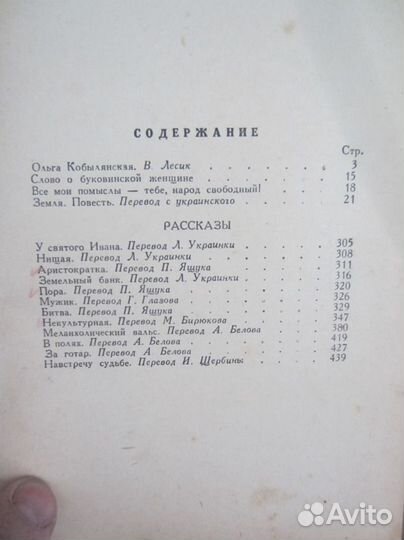 СОДЕРЖАНИЕ
Стр.
Ольга Кобылянская. В. Лесик . . . . . . . 3
Слово о буковинской женщине . . . . . . . 15
Все мои помыслы — тебе, народ свободный! . . 18
Земля. Повесть. Перевод с украинского . . . . 21
РАССКАЗЫ
У святого Ивана. Перевод Л. Украинки . . . . 305
Нищая. Перевод Л. Украинки . . . . . . 308
Аристократка. Перевод П. Ящука . . . . . 311
Земельный банк. Перевод Л. Украинки . . . . 316
Пора. Перевод П. Ящука . . . . . . . 320
Мужик. Перевод Г. Глазова . . . . . . 326
Битва. Перевод П. Ящука . . . . . . . 329
Некультурная. Перевод М. Бирюкова . . . . 347
Меланхолический вальс. Перевод А. Белова . . 380
В полях. Перевод А. Белова . . . . . . 419
За готар. Перевод А. Белова . . . . . . 427
Навстречу судьбе. Перевод И. Щербины . . . 439
Avito